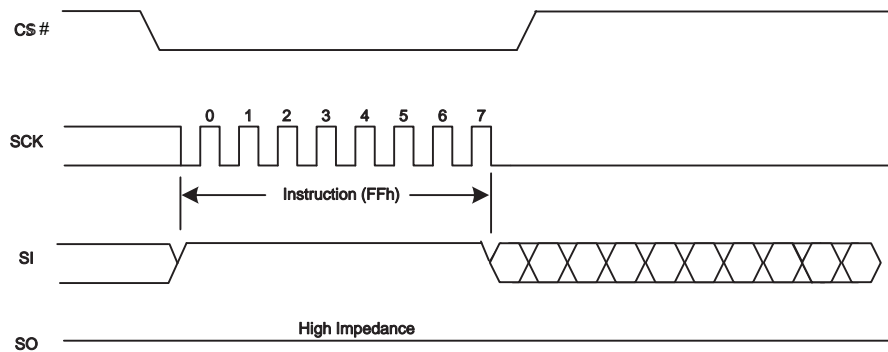 CS #
0 1 2 3 4 5 6 7
SCK
Instruction (FFh)
SI
High Impedance
SO